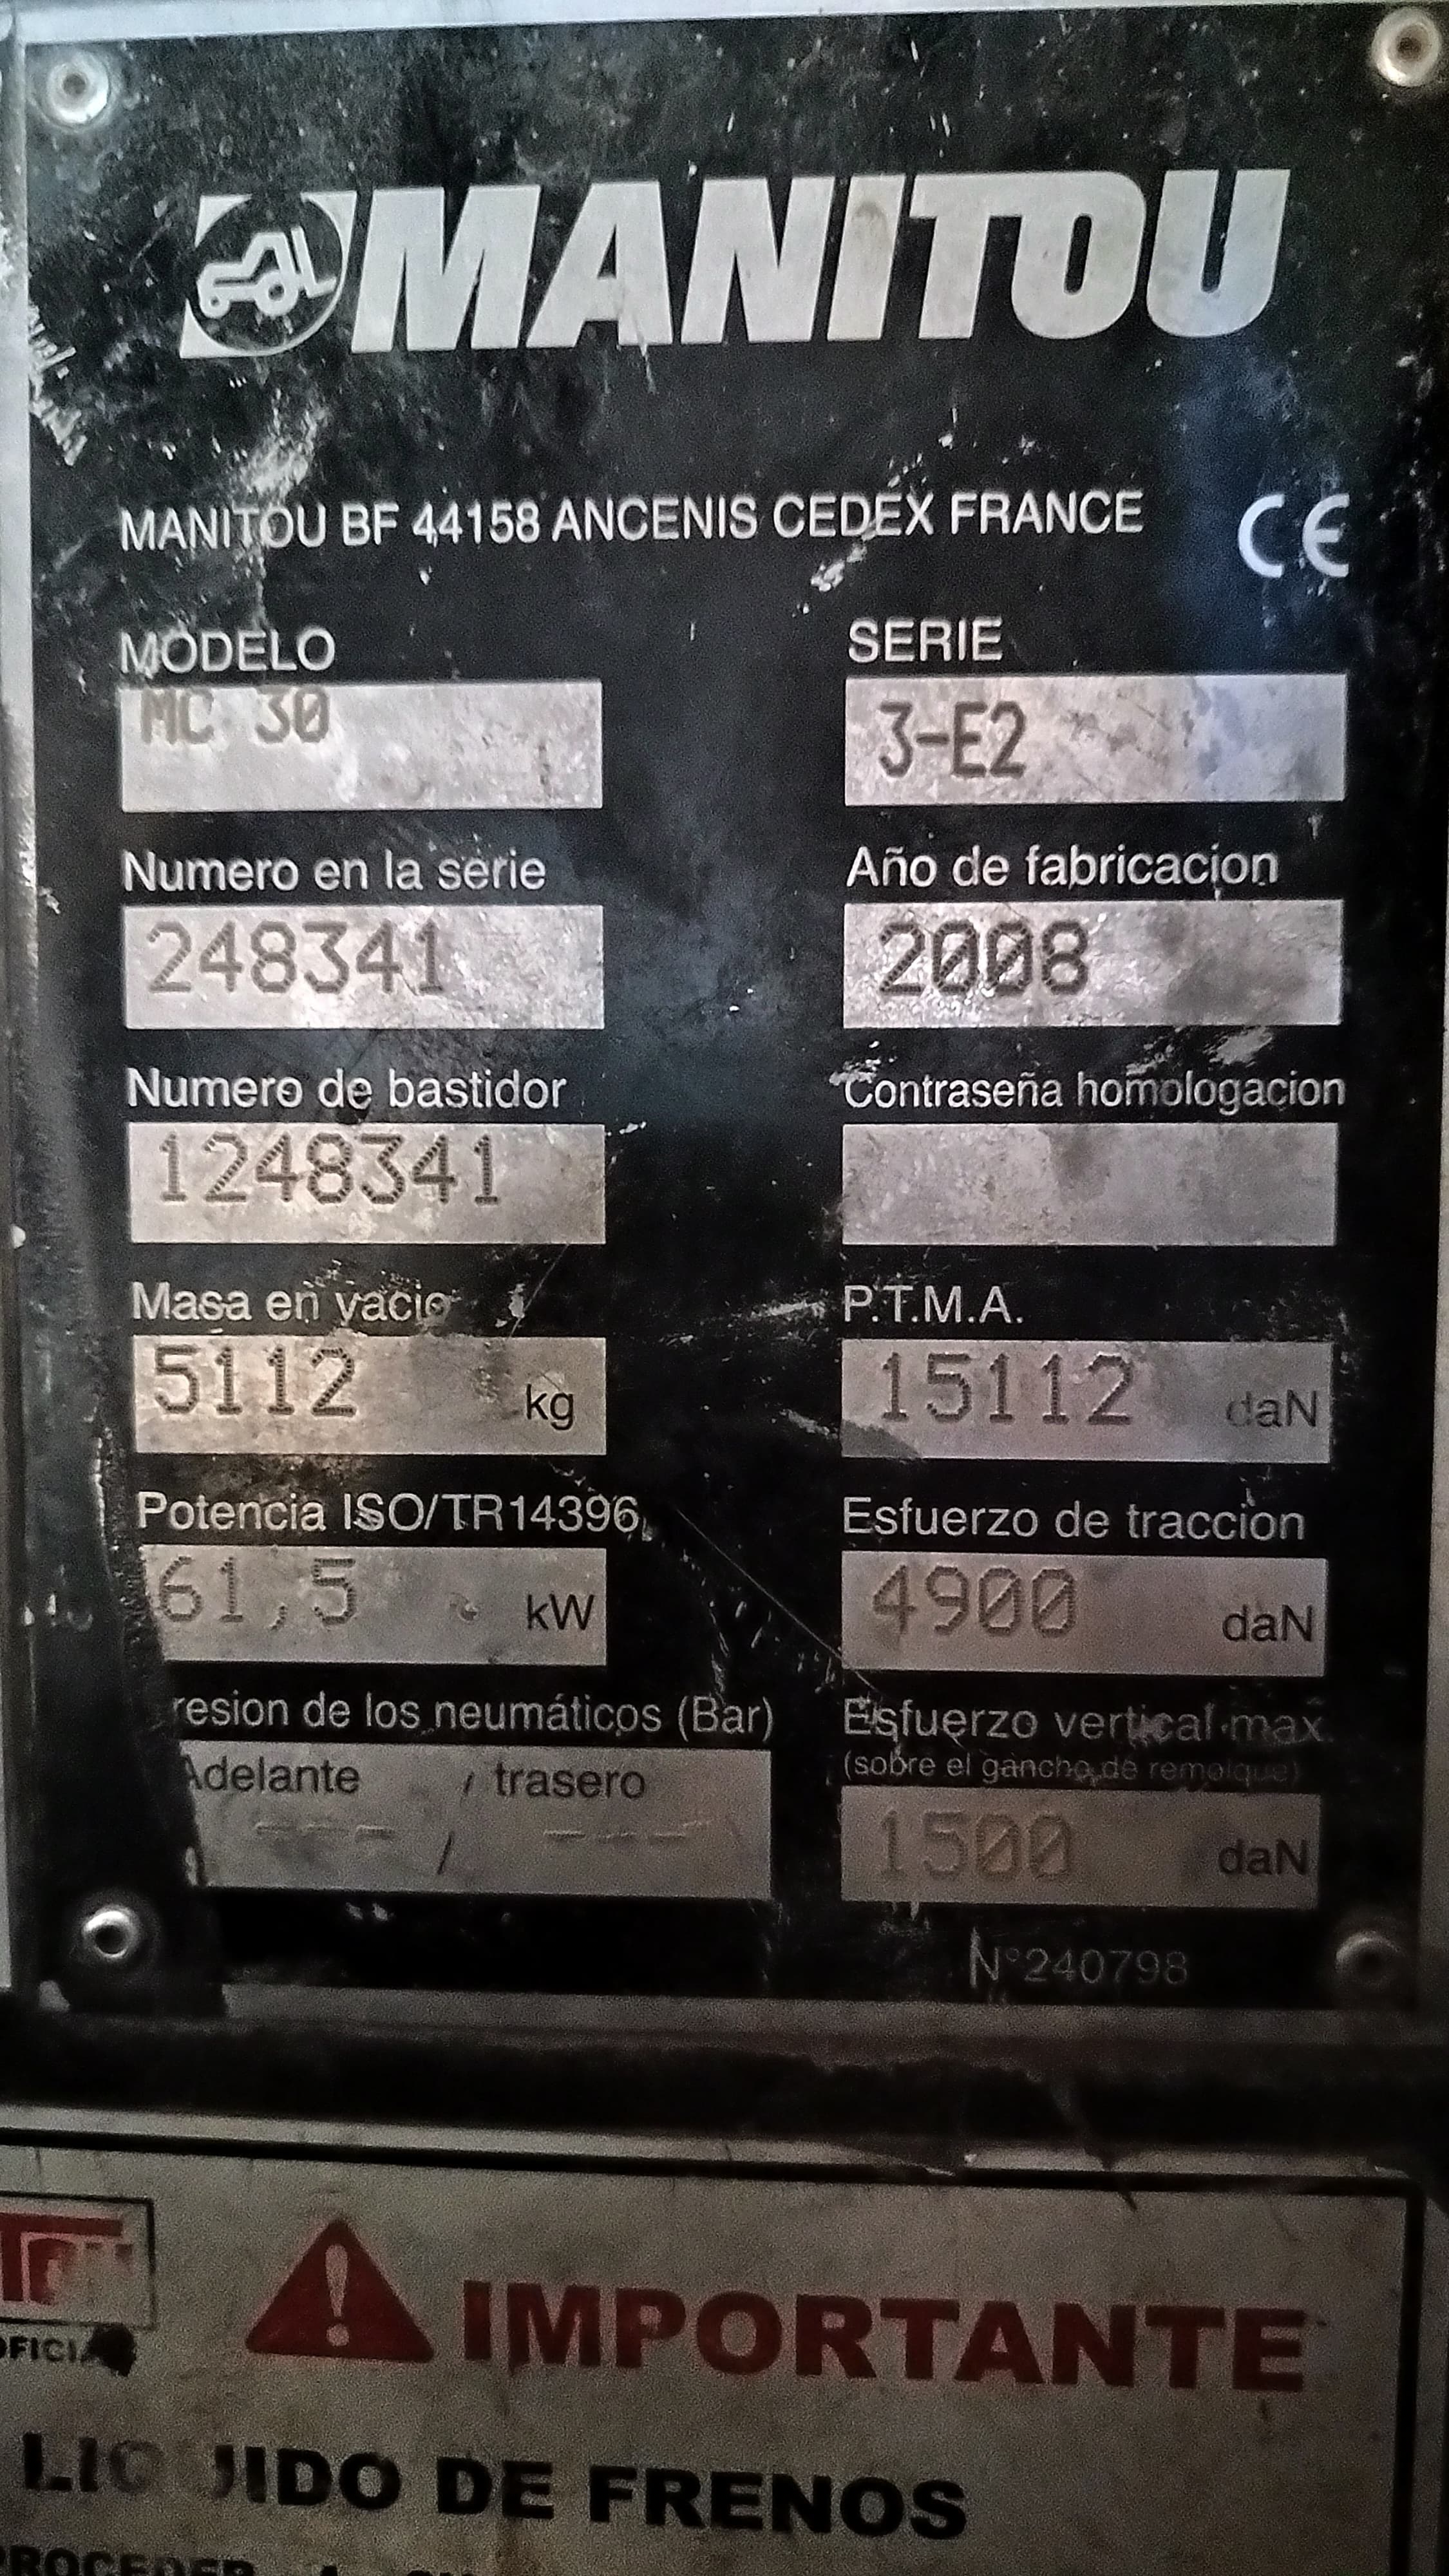 MANITOU
MANITOU BF 44158 ANCENIS CEDEX FRANCE CE
MODELO
MC 30
SERIE
3-E2
Numero en la serie
248341
Año de fabricacion
2008
Numero de bastidor
1248341
Contraseña homologacion
Masa en vacio
5112 kg
P.T.M.A.
15112 daN
Potencia ISO/TR14396
61,5 kW
Esfuerzo de traccion
4900 daN
resion de los neumáticos (Bar)
Adelante / trasero
--- / ---
Esfuerzo vertical max.
(sobre el gancho de remolque)
1500 daN
N°240798
IMPORTANTE
LIQUIDO DE FRENOS